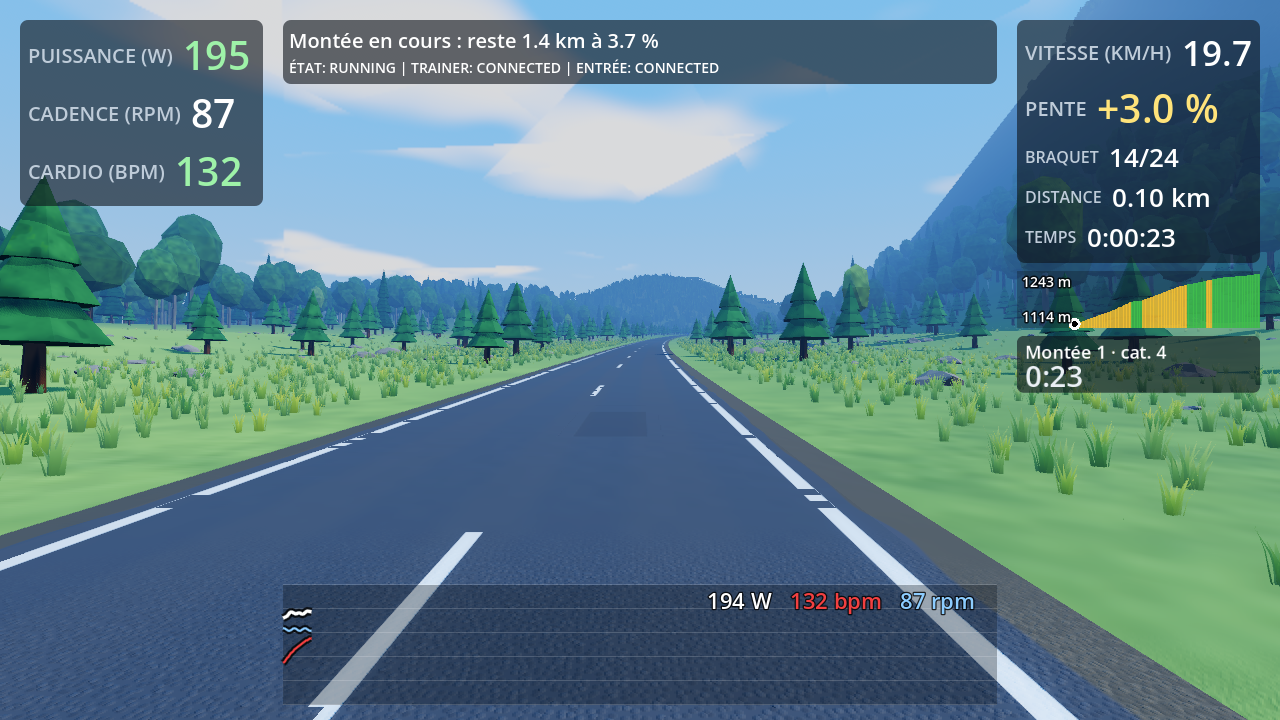 PUISSANCE (W) 195
CADENCE (RPM) 87
CARDIO (BPM) 132
Montée en cours : reste 1.4 km à 3.7 %
ÉTAT: RUNNING | TRAINER: CONNECTED | ENTRÉE: CONNECTED
VITESSE (KM/H) 19.7
PENTE +3.0 %
BRAQUET 14/24
DISTANCE 0.10 km
TEMPS 0:00:23
1243 m
1114 m
Montée 1 · cat. 4
0:23
194 W 132 bpm 87 rpm